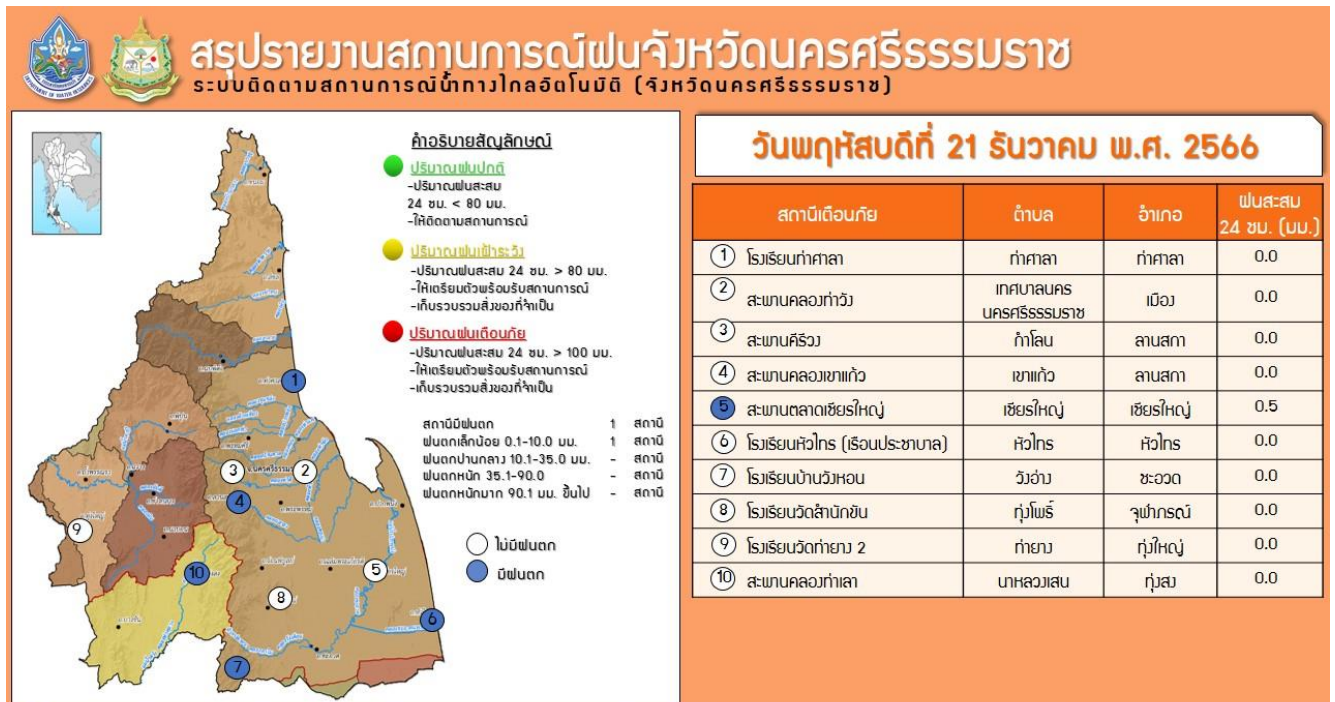 สรุปรายงานสถานการณ์ฝนจังหวัดนครศรีธรรมราช
ระบบติดตามสถานการณ์น้ำทางไกลอัตโนมัติ (จังหวัดนครศรีธรรมราช)
คำอธิบายสัญลักษณ์
ปริมาณฝนปกติ
-ปริมาณฝนสะสม
24 ชม. < 80 มม.
-ให้ติดตามสถานการณ์
ปริมาณฝนเฝ้าระวัง
-ปริมาณฝนสะสม 24 ชม. > 80 มม.
-ให้เตรียมตัวพร้อมรับสถานการณ์
-เก็บรวบรวมสิ่งของที่จำเป็น
ปริมาณฝนเตือนภัย
-ปริมาณฝนสะสม 24 ชม. > 100 มม.
-ให้เตรียมตัวพร้อมรับสถานการณ์
-เก็บรวบรวมสิ่งของที่จำเป็น
สถานีมีฝนตก 1 สถานี
ฝนตกเล็กน้อย 0.1-10.0 มม. 1 สถานี
ฝนตกปานกลาง 10.1-35.0 มม. - สถานี
ฝนตกหนัก 35.1-90.0 - สถานี
ฝนตกหนักมาก 90.1 มม. ขึ้นไป - สถานี
ไม่มีฝนตก
มีฝนตก
1
3
2
4
9
10
5
8
6
7
วันพฤหัสบดีที่ 21 ธันวาคม พ.ศ. 2566
สถานีเตือนภัย ตำบล อำเภอ ฝนสะสม
24 ชม. (มม.)
1 โรงเรียนท่าศาลา ท่าศาลา ท่าศาลา 0.0
2 สะพานคลองท่าวัง เทศบาลนคร
นครศรีธรรมราช เมือง 0.0
3 สะพานคีรีวง กำโลน ลานสกา 0.0
4 สะพานคลองเขาแก้ว เขาแก้ว ลานสกา 0.0
5 สะพานตลาดเชียรใหญ่ เชียรใหญ่ เชียรใหญ่ 0.5
6 โรงเรียนหัวไทร (เรือนประชาบาล) หัวไทร หัวไทร 0.0
7 โรงเรียนบ้านวังหอน วังอ่าง ชะอวด 0.0
8 โรงเรียนวัดสำนักขัน ทุ่งโพธิ์ จุฬาภรณ์ 0.0
9 โรงเรียนวัดท่ายาง 2 ท่ายาง ทุ่งใหญ่ 0.0
10 สะพานคลองท่าเลา นาหลวงเสน ทุ่งสง 0.0